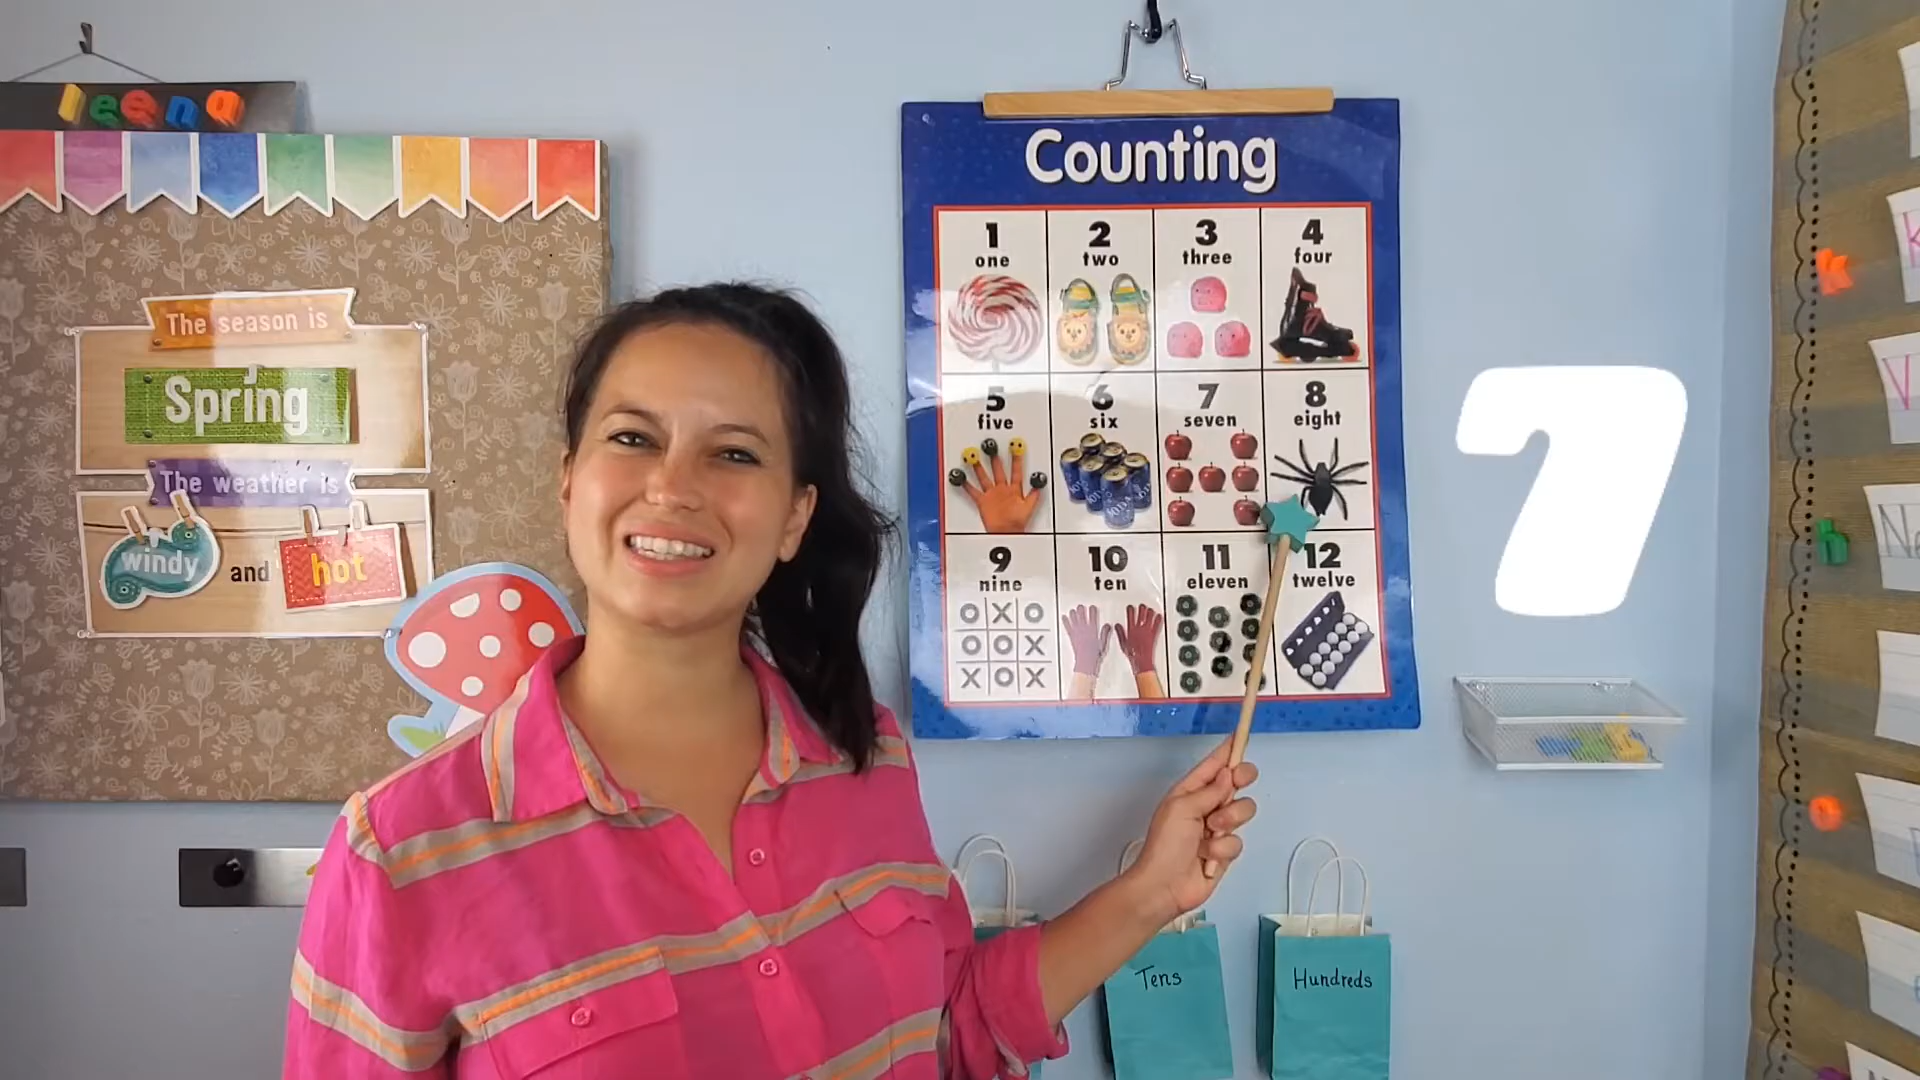 leena
The season is
Spring
The weather is
windy and hot
Counting
1 2 3 4
one two three four
5 6 7 8
five six seven eight
9 10 11 12
nine ten eleven twelve
O X O
O O X
X O X
7
Tens
Hundreds